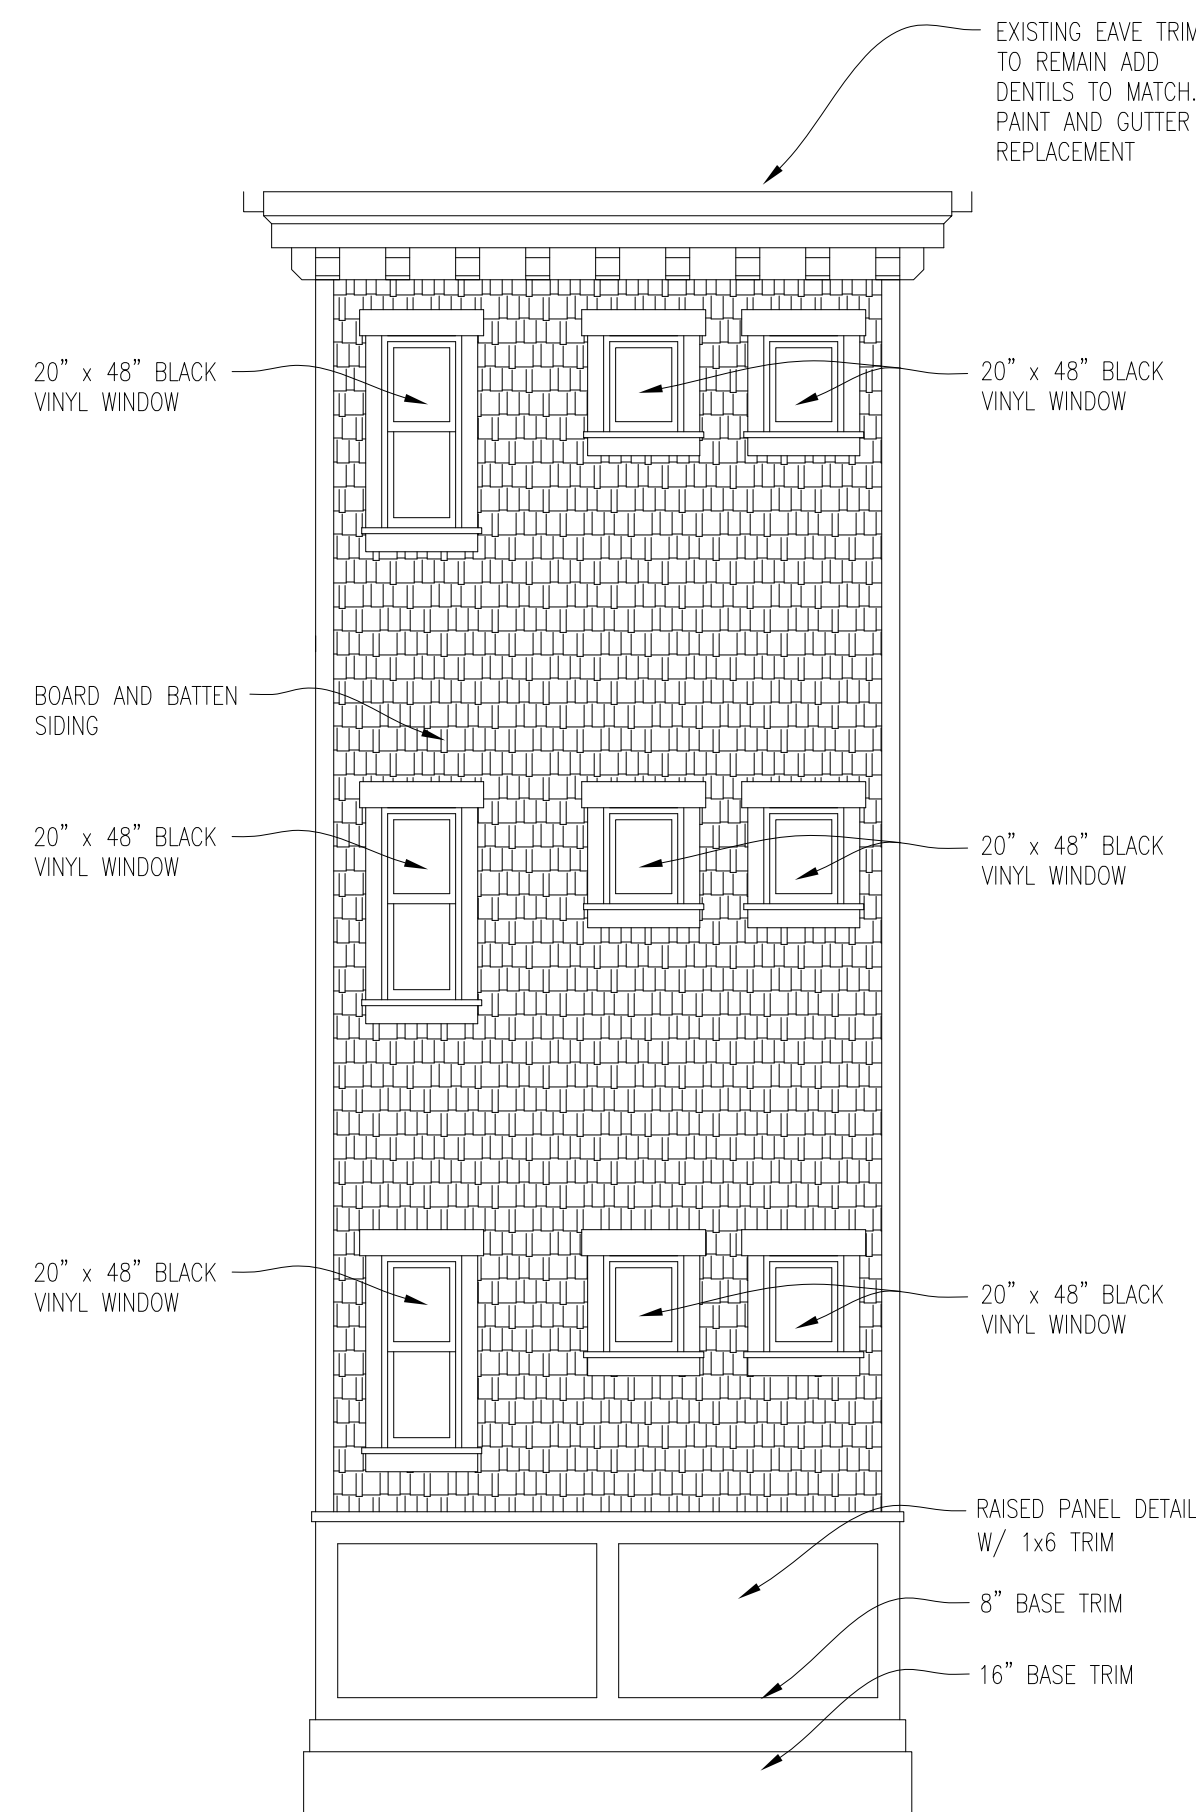 EXISTING EAVE TRIM
TO REMAIN ADD
DENTILS TO MATCH.
PAINT AND GUTTER
REPLACEMENT
20” x 48” BLACK
VINYL WINDOW
20” x 48” BLACK
VINYL WINDOW
BOARD AND BATTEN
SIDING
20” x 48” BLACK
VINYL WINDOW
20” x 48” BLACK
VINYL WINDOW
20” x 48” BLACK
VINYL WINDOW
20” x 48” BLACK
VINYL WINDOW
RAISED PANEL DETAIL
W/ 1x6 TRIM
8” BASE TRIM
16” BASE TRIM